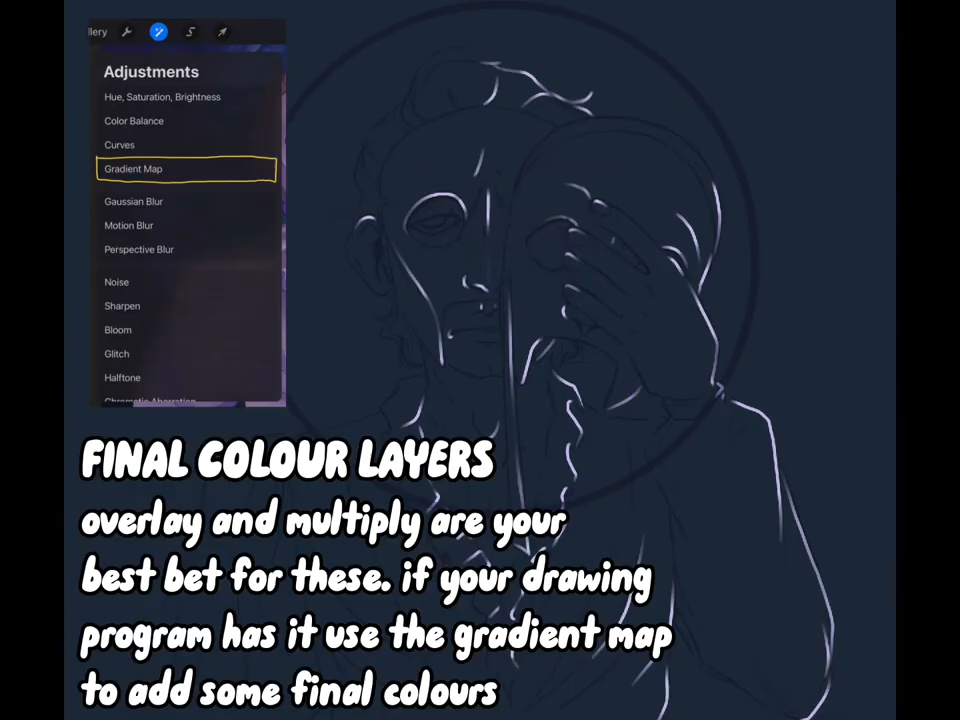 llery
Adjustments
Hue, Saturation, Brightness
Color Balance
Curves
Gradient Map
Gaussian Blur
Motion Blur
Perspective Blur
Noise
Sharpen
Bloom
Glitch
Halftone
Chromatic Aberration
FINAL COLOUR LAYERS
overlay and multiply are your
best bet for these. if your drawing
program has it use the gradient map
to add some final colours